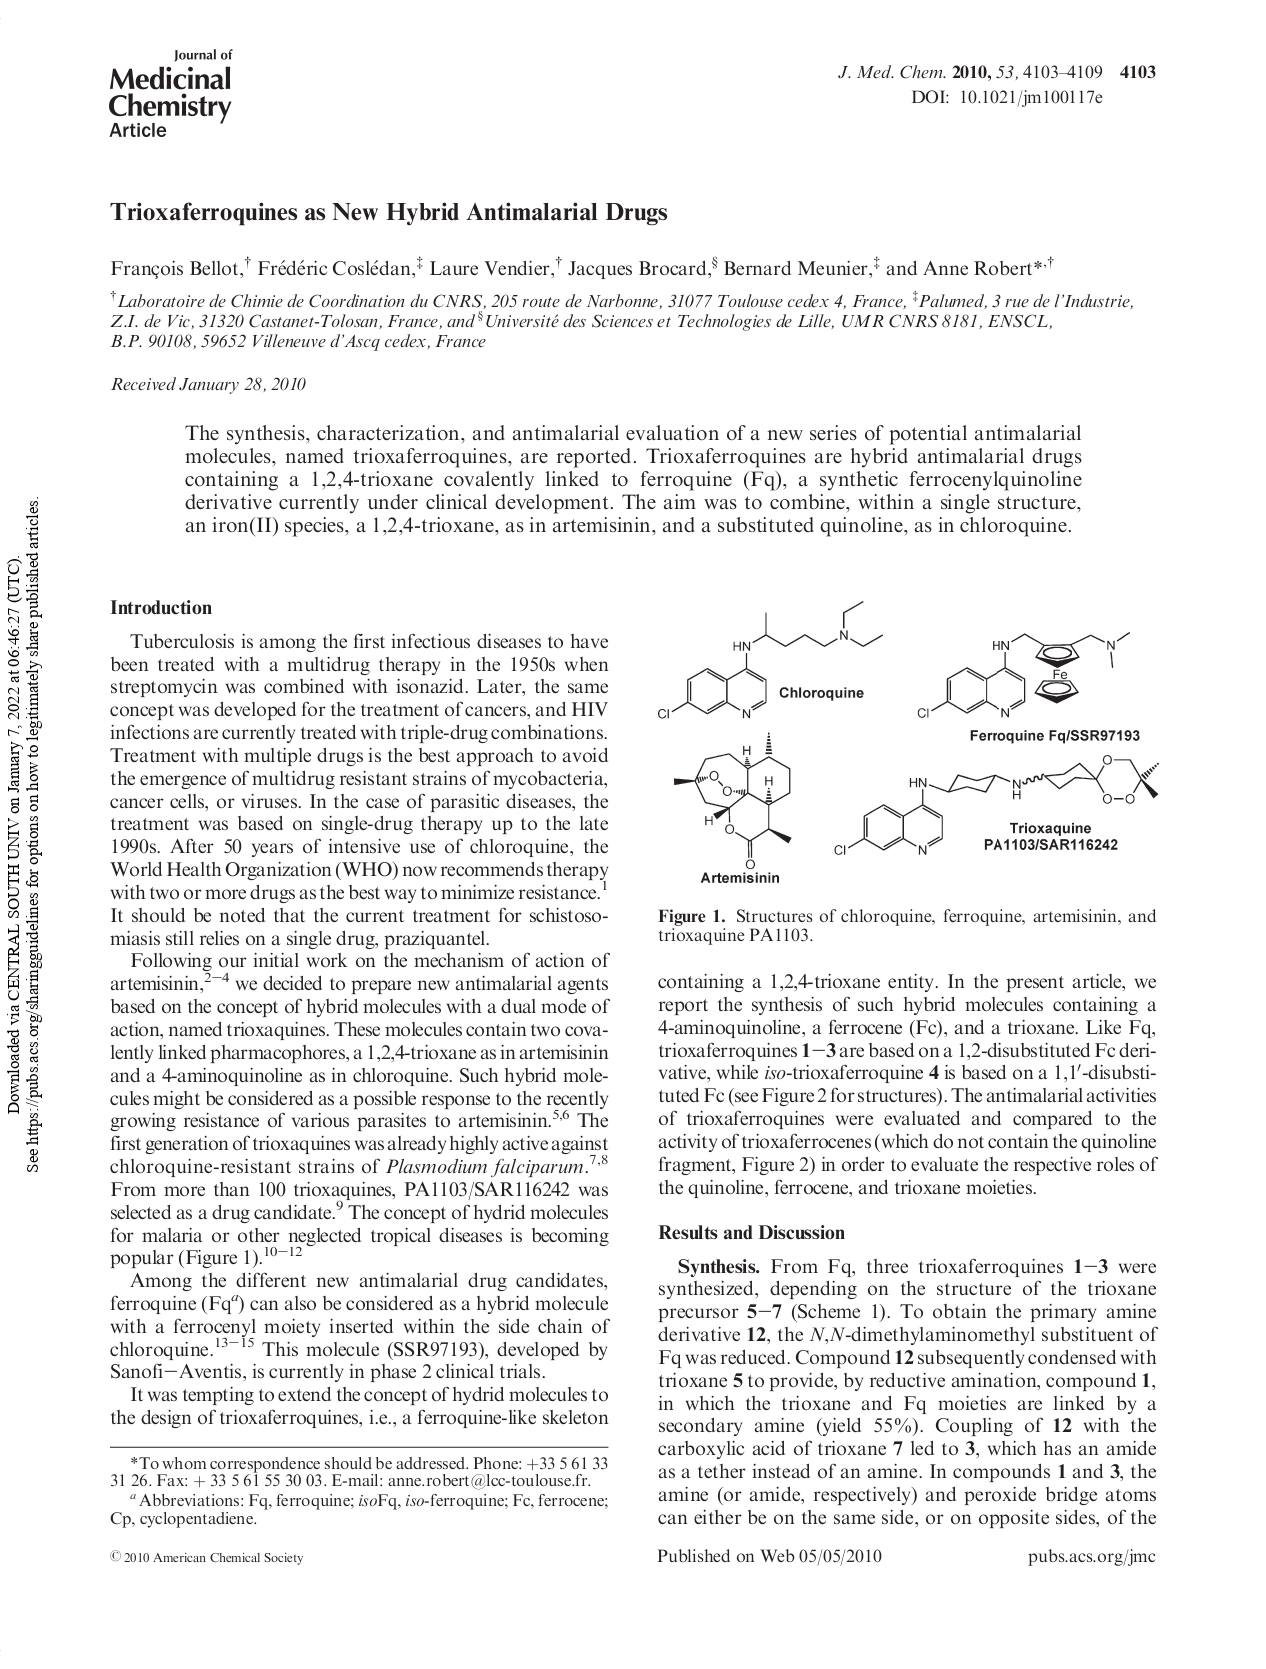 Journal of
Medicinal
Chemistry
Article
J. Med. Chem. 2010, 53, 4103–4109 4103
DOI: 10.1021/jm100117e
Trioxaferroquines as New Hybrid Antimalarial Drugs
François Bellot,† Frédéric Coslédan,‡ Laure Vendier,† Jacques Brocard,§ Bernard Meunier,‡ and Anne Robert*,†
†Laboratoire de Chimie de Coordination du CNRS, 205 route de Narbonne, 31077 Toulouse cedex 4, France, ‡Palumed, 3 rue de l'Industrie,
Z.I. de Vic, 31320 Castanet-Tolosan, France, and §Université des Sciences et Technologies de Lille, UMR CNRS 8181, ENSCL,
B.P. 90108, 59652 Villeneuve d'Ascq cedex, France
Received January 28, 2010
The synthesis, characterization, and antimalarial evaluation of a new series of potential antimalarial
molecules, named trioxaferroquines, are reported. Trioxaferroquines are hybrid antimalarial drugs
containing a 1,2,4-trioxane covalently linked to ferroquine (Fq), a synthetic ferrocenylquinoline
derivative currently under clinical development. The aim was to combine, within a single structure,
an iron(II) species, a 1,2,4-trioxane, as in artemisinin, and a substituted quinoline, as in chloroquine.
Downloaded via CENTRAL SOUTH UNIV on January 7, 2022 at 06:46:27 (UTC).
See https://pubs.acs.org/sharingguidelines for options on how to legitimately share published articles.
Introduction
Tuberculosis is among the first infectious diseases to have
been treated with a multidrug therapy in the 1950s when
streptomycin was combined with isonazid. Later, the same
concept was developed for the treatment of cancers, and HIV
infections are currently treated with triple-drug combinations.
Treatment with multiple drugs is the best approach to avoid
the emergence of multidrug resistant strains of mycobacteria,
cancer cells, or viruses. In the case of parasitic diseases, the
treatment was based on single-drug therapy up to the late
1990s. After 50 years of intensive use of chloroquine, the
World Health Organization (WHO) now recommends therapy
with two or more drugs as the best way to minimize resistance.1
It should be noted that the current treatment for schistoso-
miasis still relies on a single drug, praziquantel.
Following our initial work on the mechanism of action of
artemisinin,2–4 we decided to prepare new antimalarial agents
based on the concept of hybrid molecules with a dual mode of
action, named trioxaquines. These molecules contain two cova-
lently linked pharmacophores, a 1,2,4-trioxane as in artemisinin
and a 4-aminoquinoline as in chloroquine. Such hybrid mole-
cules might be considered as a possible response to the recently
growing resistance of various parasites to artemisinin.5,6 The
first generation of trioxaquines was already highly active against
chloroquine-resistant strains of Plasmodium falciparum.7,8
From more than 100 trioxaquines, PA1103/SAR116242 was
selected as a drug candidate.9 The concept of hydrid molecules
for malaria or other neglected tropical diseases is becoming
popular (Figure 1).10–12
Among the different new antimalarial drug candidates,
ferroquine (Fqa) can also be considered as a hybrid molecule
with a ferrocenyl moiety inserted within the side chain of
chloroquine.13–15 This molecule (SSR97193), developed by
Sanofi–Aventis, is currently in phase 2 clinical trials.
It was tempting to extend the concept of hydrid molecules to
the design of trioxaferroquines, i.e., a ferroquine-like skeleton
*To whom correspondence should be addressed. Phone: +33 5 61 33
31 26. Fax: + 33 5 61 55 30 03. E-mail: anne.robert@lcc-toulouse.fr.
a Abbreviations: Fq, ferroquine; isoFq, iso-ferroquine; Fc, ferrocene;
Cp, cyclopentadiene.
HN
N
Cl
N
Chloroquine
HN
N
Fe
Cl
N
Ferroquine Fq/SSR97193
H
O
O
H
H
O
O
Artemisinin
HN
N
H
O
O–O
Cl
N
Trioxaquine
PA1103/SAR116242
Figure 1. Structures of chloroquine, ferroquine, artemisinin, and
trioxaquine PA1103.
containing a 1,2,4-trioxane entity. In the present article, we
report the synthesis of such hybrid molecules containing a
4-aminoquinoline, a ferrocene (Fc), and a trioxane. Like Fq,
trioxaferroquines 1–3 are based on a 1,2-disubstituted Fc deri-
vative, while iso-trioxaferroquine 4 is based on a 1,1′-disubsti-
tuted Fc (see Figure 2 for structures). The antimalarial activities
of trioxaferroquines were evaluated and compared to the
activity of trioxaferrocenes (which do not contain the quinoline
fragment, Figure 2) in order to evaluate the respective roles of
the quinoline, ferrocene, and trioxane moieties.
Results and Discussion
Synthesis. From Fq, three trioxaferroquines 1–3 were
synthesized, depending on the structure of the trioxane
precursor 5–7 (Scheme 1). To obtain the primary amine
derivative 12, the N,N-dimethylaminomethyl substituent of
Fq was reduced. Compound 12 subsequently condensed with
trioxane 5 to provide, by reductive amination, compound 1,
in which the trioxane and Fq moieties are linked by a
secondary amine (yield 55%). Coupling of 12 with the
carboxylic acid of trioxane 7 led to 3, which has an amide
as a tether instead of an amine. In compounds 1 and 3, the
amine (or amide, respectively) and peroxide bridge atoms
can either be on the same side, or on opposite sides, of the
© 2010 American Chemical Society
Published on Web 05/05/2010
pubs.acs.org/jmc